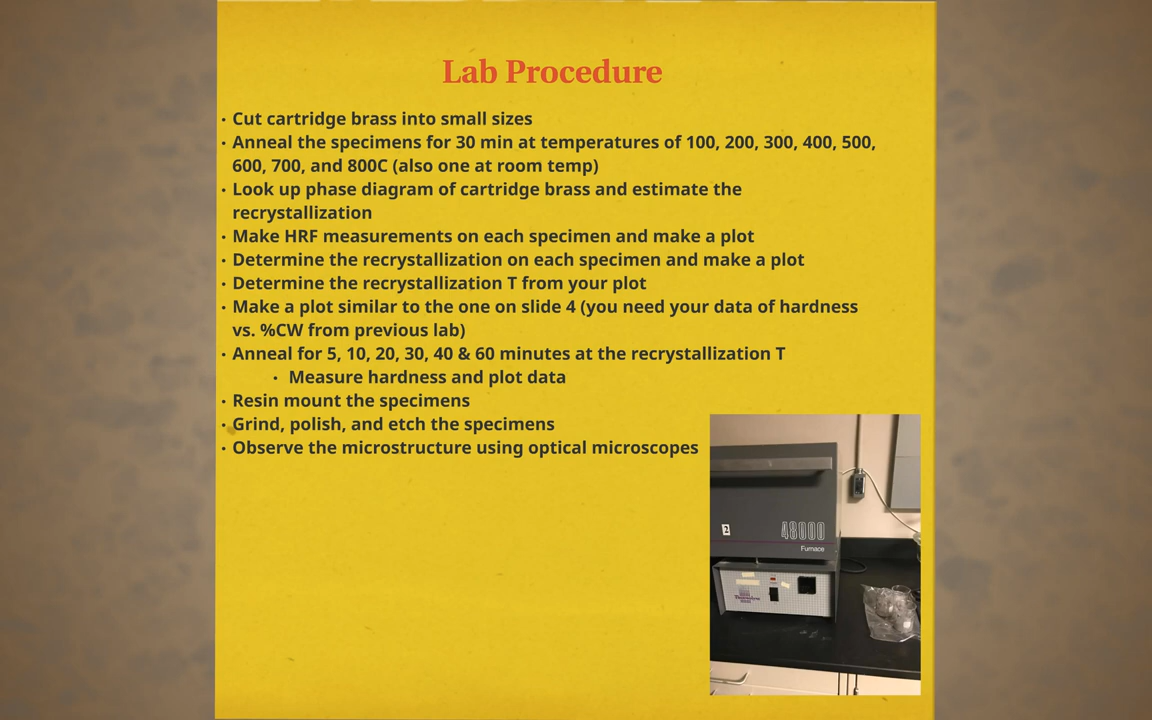 Lab Procedure
• Cut cartridge brass into small sizes
• Anneal the specimens for 30 min at temperatures of 100, 200, 300, 400, 500,
600, 700, and 800C (also one at room temp)
• Look up phase diagram of cartridge brass and estimate the
recrystallization
• Make HRF measurements on each specimen and make a plot
• Determine the recrystallization on each specimen and make a plot
• Determine the recrystallization T from your plot
• Make a plot similar to the one on slide 4 (you need your data of hardness
vs. %CW from previous lab)
• Anneal for 5, 10, 20, 30, 40 & 60 minutes at the recrystallization T
• Measure hardness and plot data
• Resin mount the specimens
• Grind, polish, and etch the specimens
• Observe the microstructure using optical microscopes
2
48000
Furnace